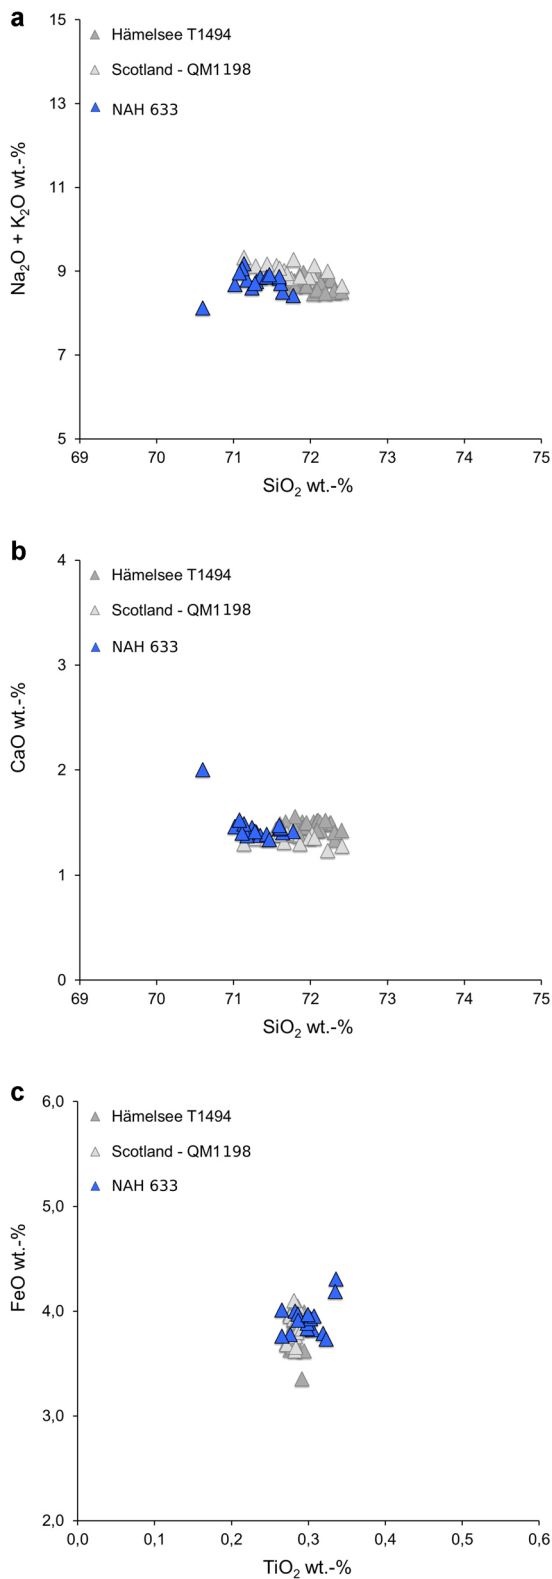 a
15
13
11
9
7
5
Na2O + K2O wt.-%
Hämelsee T1494
Scotland - QM1198
NAH 633
69 70 71 72 73 74 75
SiO2 wt.-%
b
4
3
2
1
0
CaO wt.-%
Hämelsee T1494
Scotland - QM1198
NAH 633
69 70 71 72 73 74 75
SiO2 wt.-%
c
6,0
5,0
4,0
3,0
2,0
FeO wt.-%
Hämelsee T1494
Scotland - QM1198
NAH 633
0,0 0,1 0,2 0,3 0,4 0,5 0,6
TiO2 wt.-%